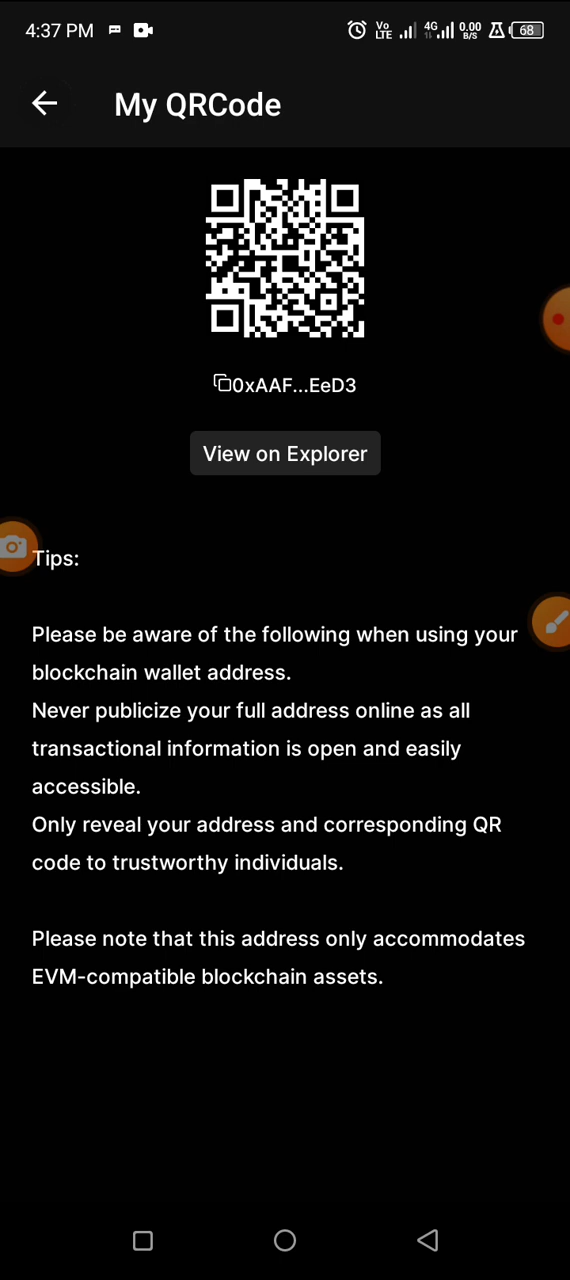 4:37 PM
Vo
LTE
4G
0.00
B/S
68
My QRCode
0xAAF...EeD3
View on Explorer
Tips:
Please be aware of the following when using your
blockchain wallet address.
Never publicize your full address online as all
transactional information is open and easily
accessible.
Only reveal your address and corresponding QR
code to trustworthy individuals.
Please note that this address only accommodates
EVM-compatible blockchain assets.